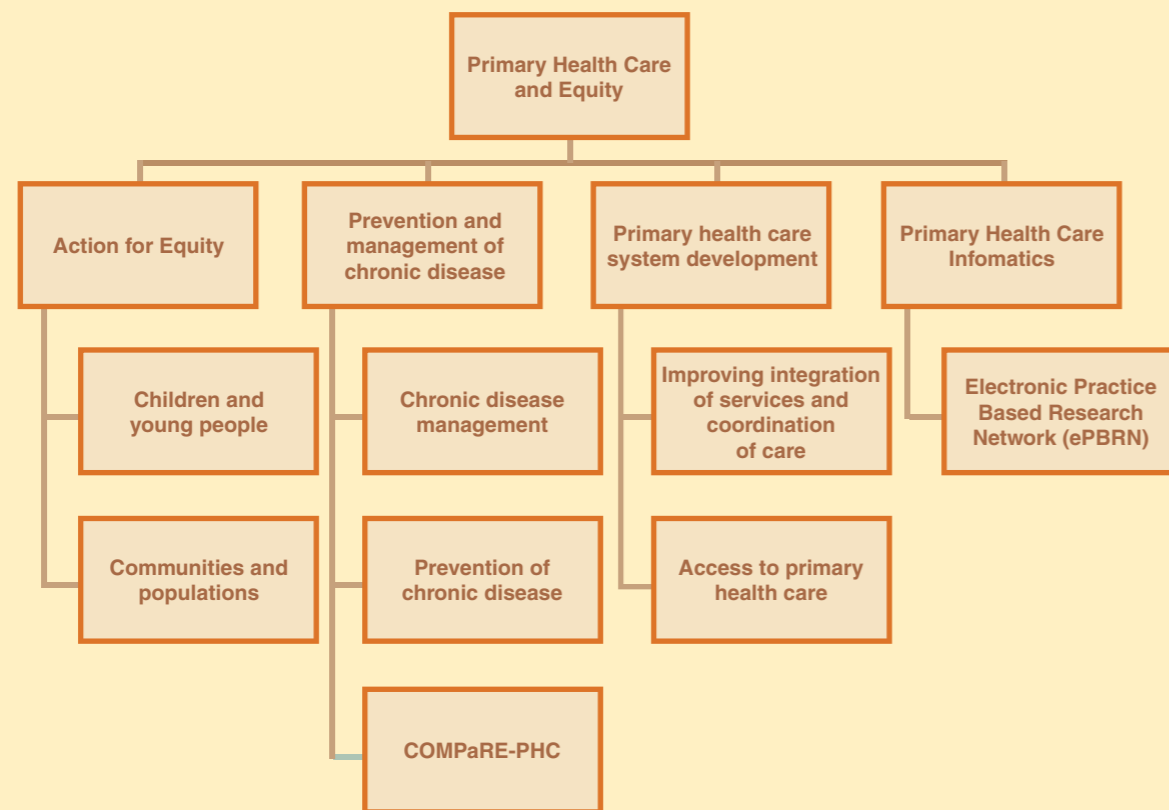 Primary Health Care
and Equity
Action for Equity
Prevention and
management of
chronic disease
Primary health care
system development
Primary Health Care
Infomatics
Children and
young people
Chronic disease
management
Improving integration
of services and
coordination
of care
Electronic Practice
Based Research
Network (ePBRN)
Communities and
populations
Prevention of
chronic disease
Access to primary
health care
COMPaRE-PHC